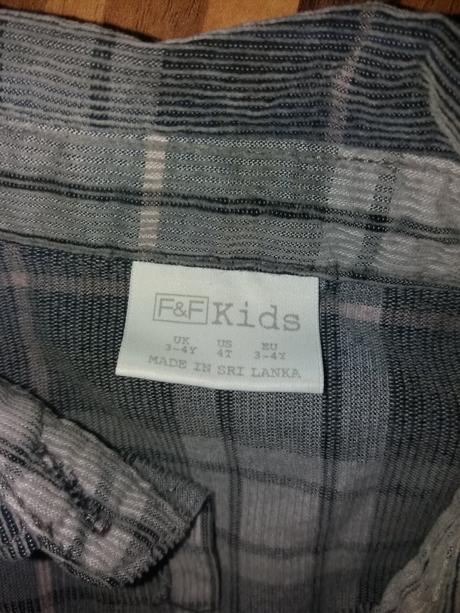 F&F Kids
UK US EU
3-4Y 4T 3-4Y
MADE IN SRI LANKA